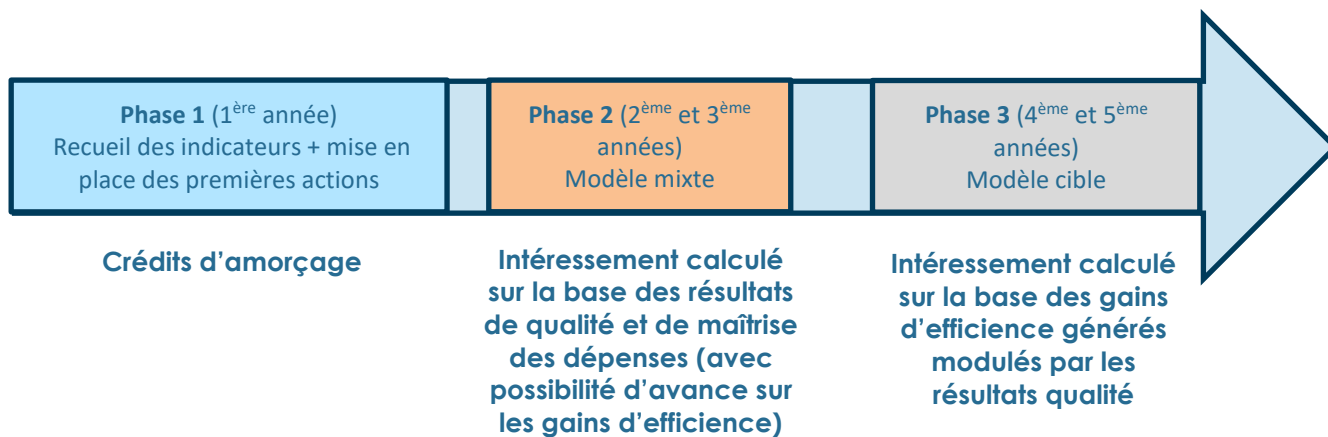 Phase 1 (1ère année)
Recueil des indicateurs + mise en
place des premières actions
Phase 2 (2ème et 3ème
années)
Modèle mixte
Phase 3 (4ème et 5ème
années)
Modèle cible
Crédits d’amorçage
Intéressement calculé
sur la base des résultats
de qualité et de maîtrise
des dépenses (avec
possibilité d’avance sur
les gains d’efficience)
Intéressement calculé
sur la base des gains
d’efficience générés
modulés par les
résultats qualité